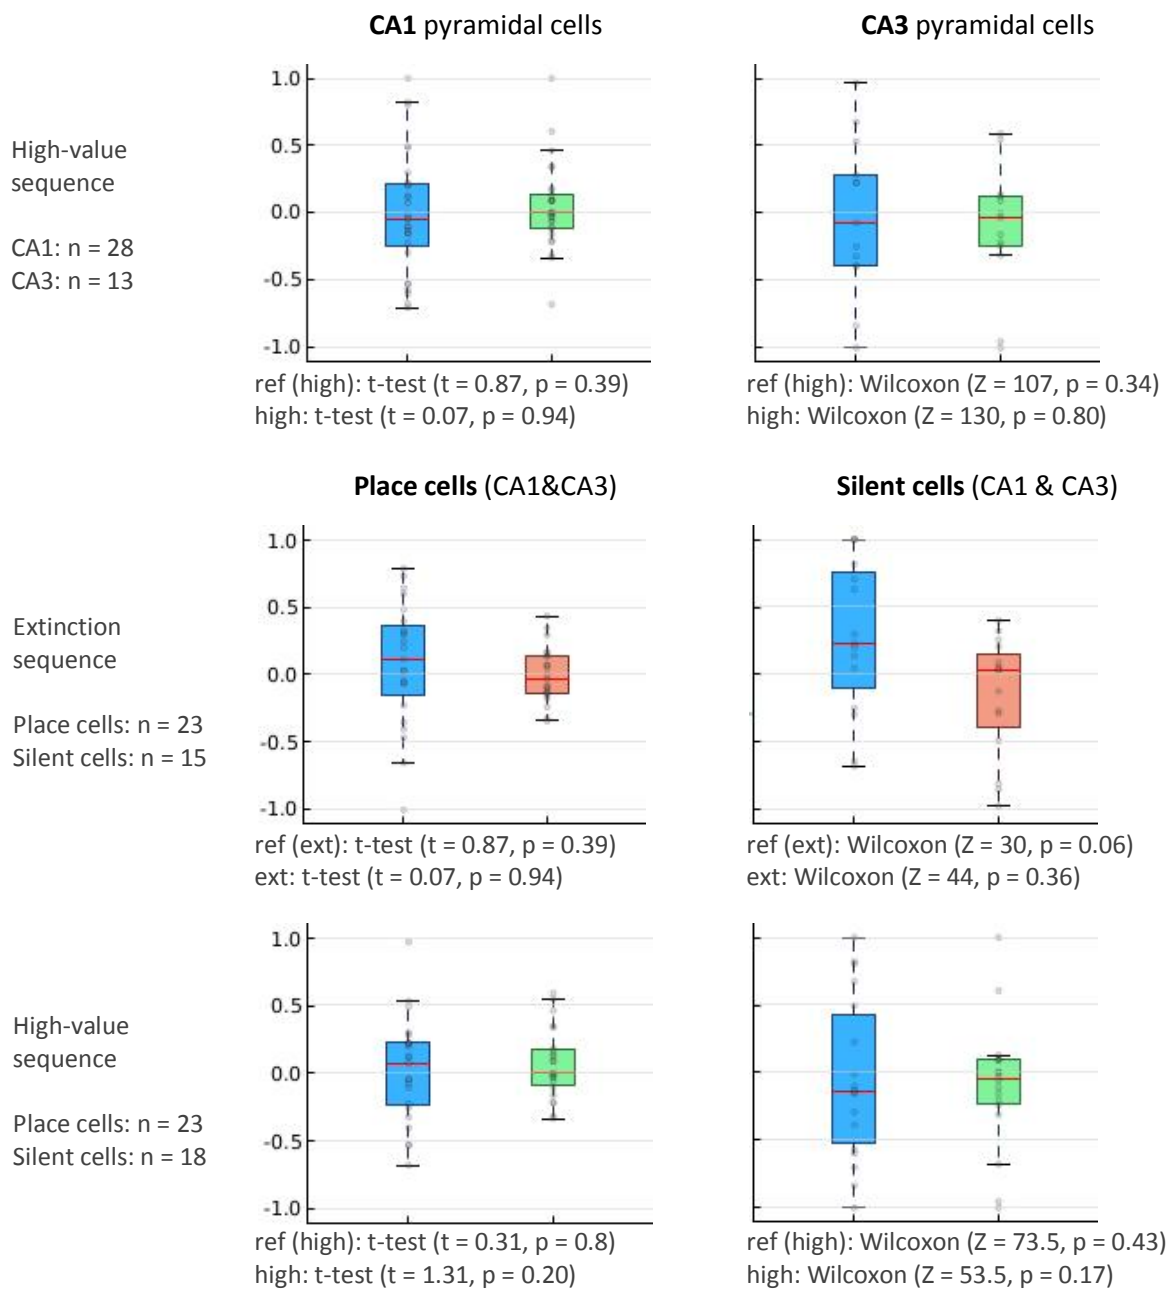 CA1 pyramidal cells
CA3 pyramidal cells
High-value
sequence
CA1: n = 28
CA3: n = 13
1.0
0.5
0.0
-0.5
-1.0
ref (high): t-test (t = 0.87, p = 0.39)
high: t-test (t = 0.07, p = 0.94)
ref (high): Wilcoxon (Z = 107, p = 0.34)
high: Wilcoxon (Z = 130, p = 0.80)
Place cells (CA1&CA3)
Silent cells (CA1 & CA3)
Extinction
sequence
Place cells: n = 23
Silent cells: n = 15
1.0
0.5
0.0
-0.5
-1.0
ref (ext): t-test (t = 0.87, p = 0.39)
ext: t-test (t = 0.07, p = 0.94)
ref (ext): Wilcoxon (Z = 30, p = 0.06)
ext: Wilcoxon (Z = 44, p = 0.36)
High-value
sequence
Place cells: n = 23
Silent cells: n = 18
1.0
0.5
0.0
-0.5
-1.0
ref (high): t-test (t = 0.31, p = 0.8)
high: t-test (t = 1.31, p = 0.20)
ref (high): Wilcoxon (Z = 73.5, p = 0.43)
high: Wilcoxon (Z = 53.5, p = 0.17)